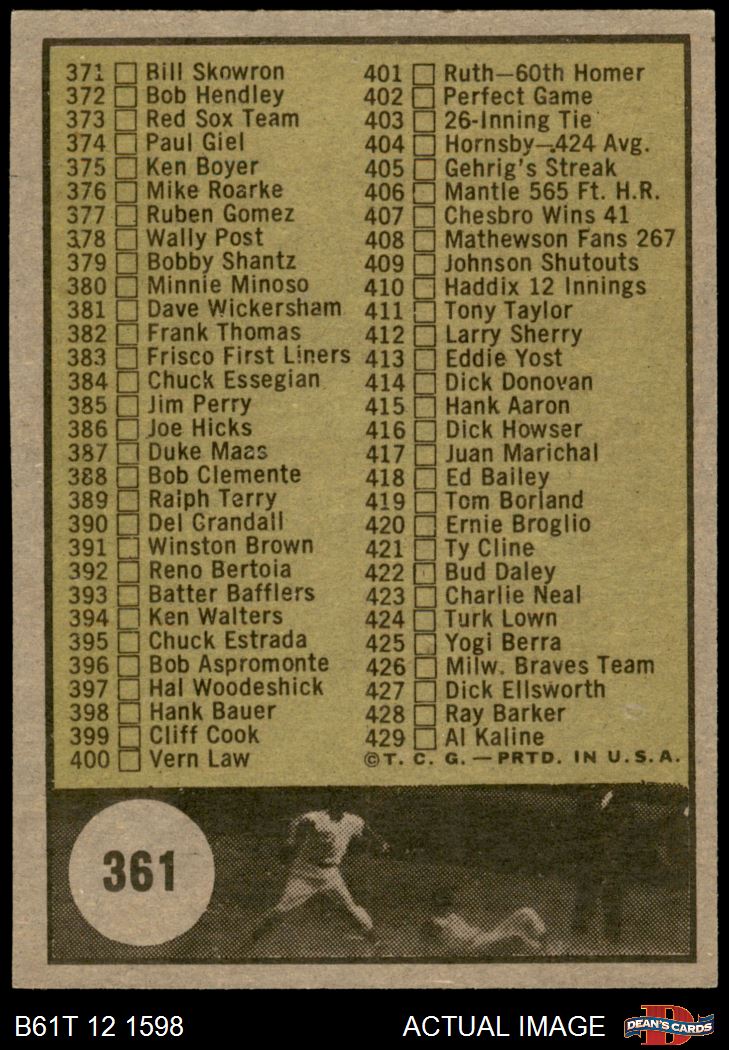 371 Bill Skowron
372 Bob Hendley
373 Red Sox Team
374 Paul Giel
375 Ken Boyer
376 Mike Roarke
377 Ruben Gomez
378 Wally Post
379 Bobby Shantz
380 Minnie Minoso
381 Dave Wickersham
382 Frank Thomas
383 Frisco First Liners
384 Chuck Essegian
385 Jim Perry
386 Joe Hicks
387 Duke Maas
388 Bob Clemente
389 Ralph Terry
390 Del Crandall
391 Winston Brown
392 Reno Bertoia
393 Batter Bafflers
394 Ken Walters
395 Chuck Estrada
396 Bob Aspromonte
397 Hal Woodeshick
398 Hank Bauer
399 Cliff Cook
400 Vern Law
401 Ruth—60th Homer
402 Perfect Game
403 26-Inning Tie
404 Hornsby—.424 Avg.
405 Gehrig's Streak
406 Mantle 565 Ft. H.R.
407 Chesbro Wins 41
408 Mathewson Fans 267
409 Johnson Shutouts
410 Haddix 12 Innings
411 Tony Taylor
412 Larry Sherry
413 Eddie Yost
414 Dick Donovan
415 Hank Aaron
416 Dick Howser
417 Juan Marichal
418 Ed Bailey
419 Tom Borland
420 Ernie Broglio
421 Ty Cline
422 Bud Daley
423 Charlie Neal
424 Turk Lown
425 Yogi Berra
426 Milw. Braves Team
427 Dick Ellsworth
428 Ray Barker
429 Al Kaline
©T. C. G.—PRTD. IN U.S.A.
361
B61T 12 1598
ACTUAL IMAGE
D
DEAN'S CARDS